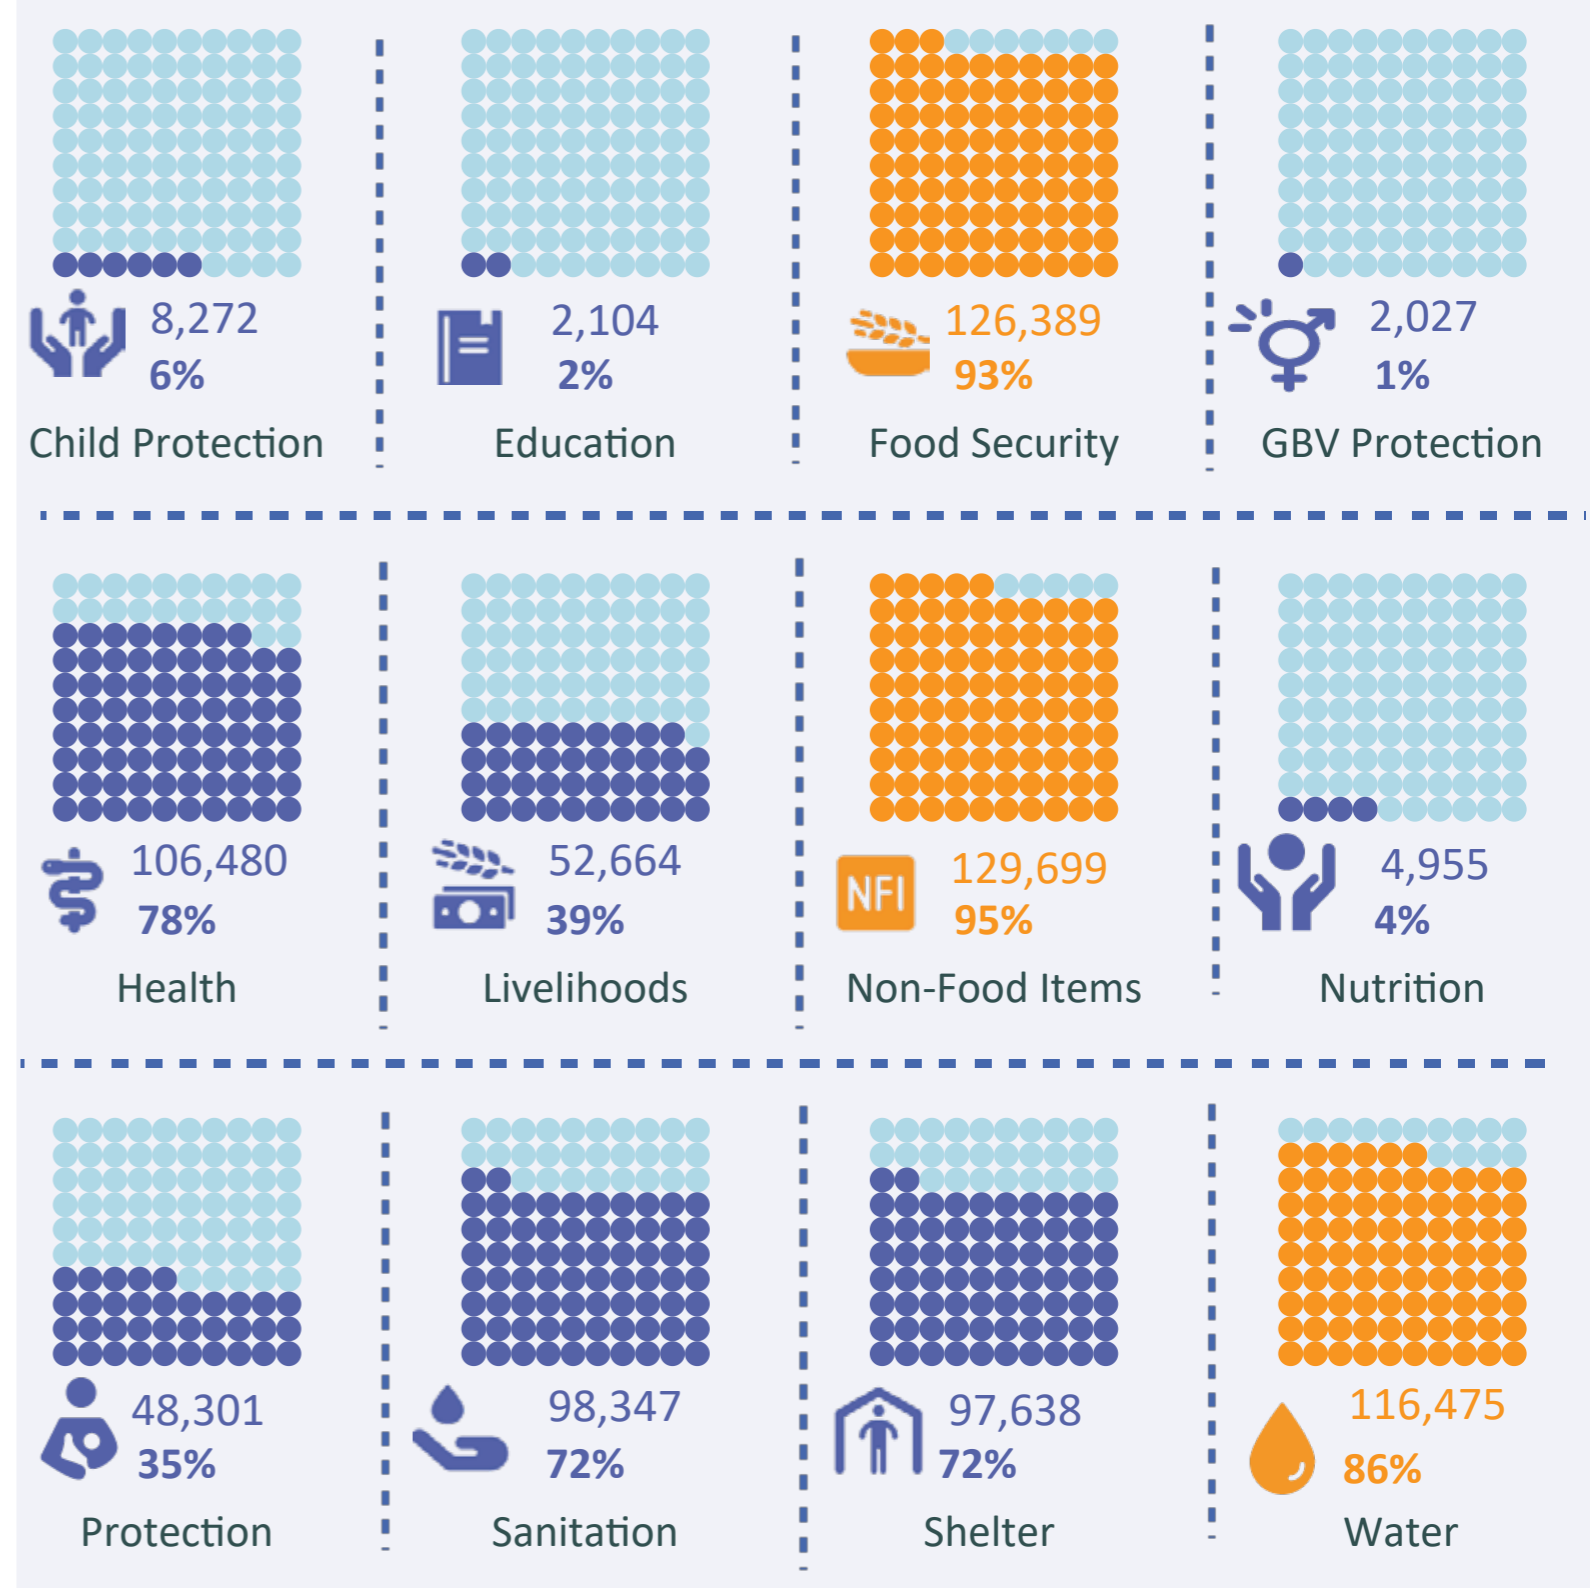 8,272
6%
Child Protection
2,104
2%
Education
126,389
93%
Food Security
2,027
1%
GBV Protection
106,480
78%
Health
52,664
39%
Livelihoods
NFI
129,699
95%
Non-Food Items
4,955
4%
Nutrition
48,301
35%
Protection
98,347
72%
Sanitation
97,638
72%
Shelter
116,475
86%
Water